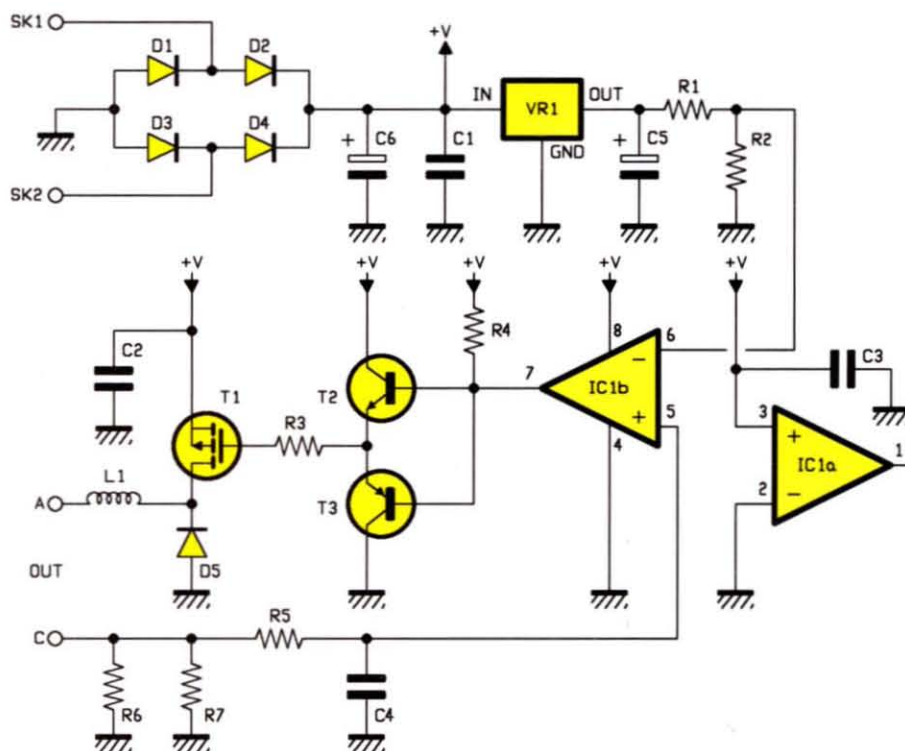 SK1
D1
D2
+V
D3
D4
SK2
+
C6
C1
IN
VR1
OUT
GND
+
C5
R1
R2
+V
+V
+V
+V
+V
C2
T1
R3
T2
T3
R4
7
8
6
−
IC1b
+
5
4
C3
3
+
IC1a
2
−
1
L1
A
D5
OUT
C
R5
R6
R7
C4